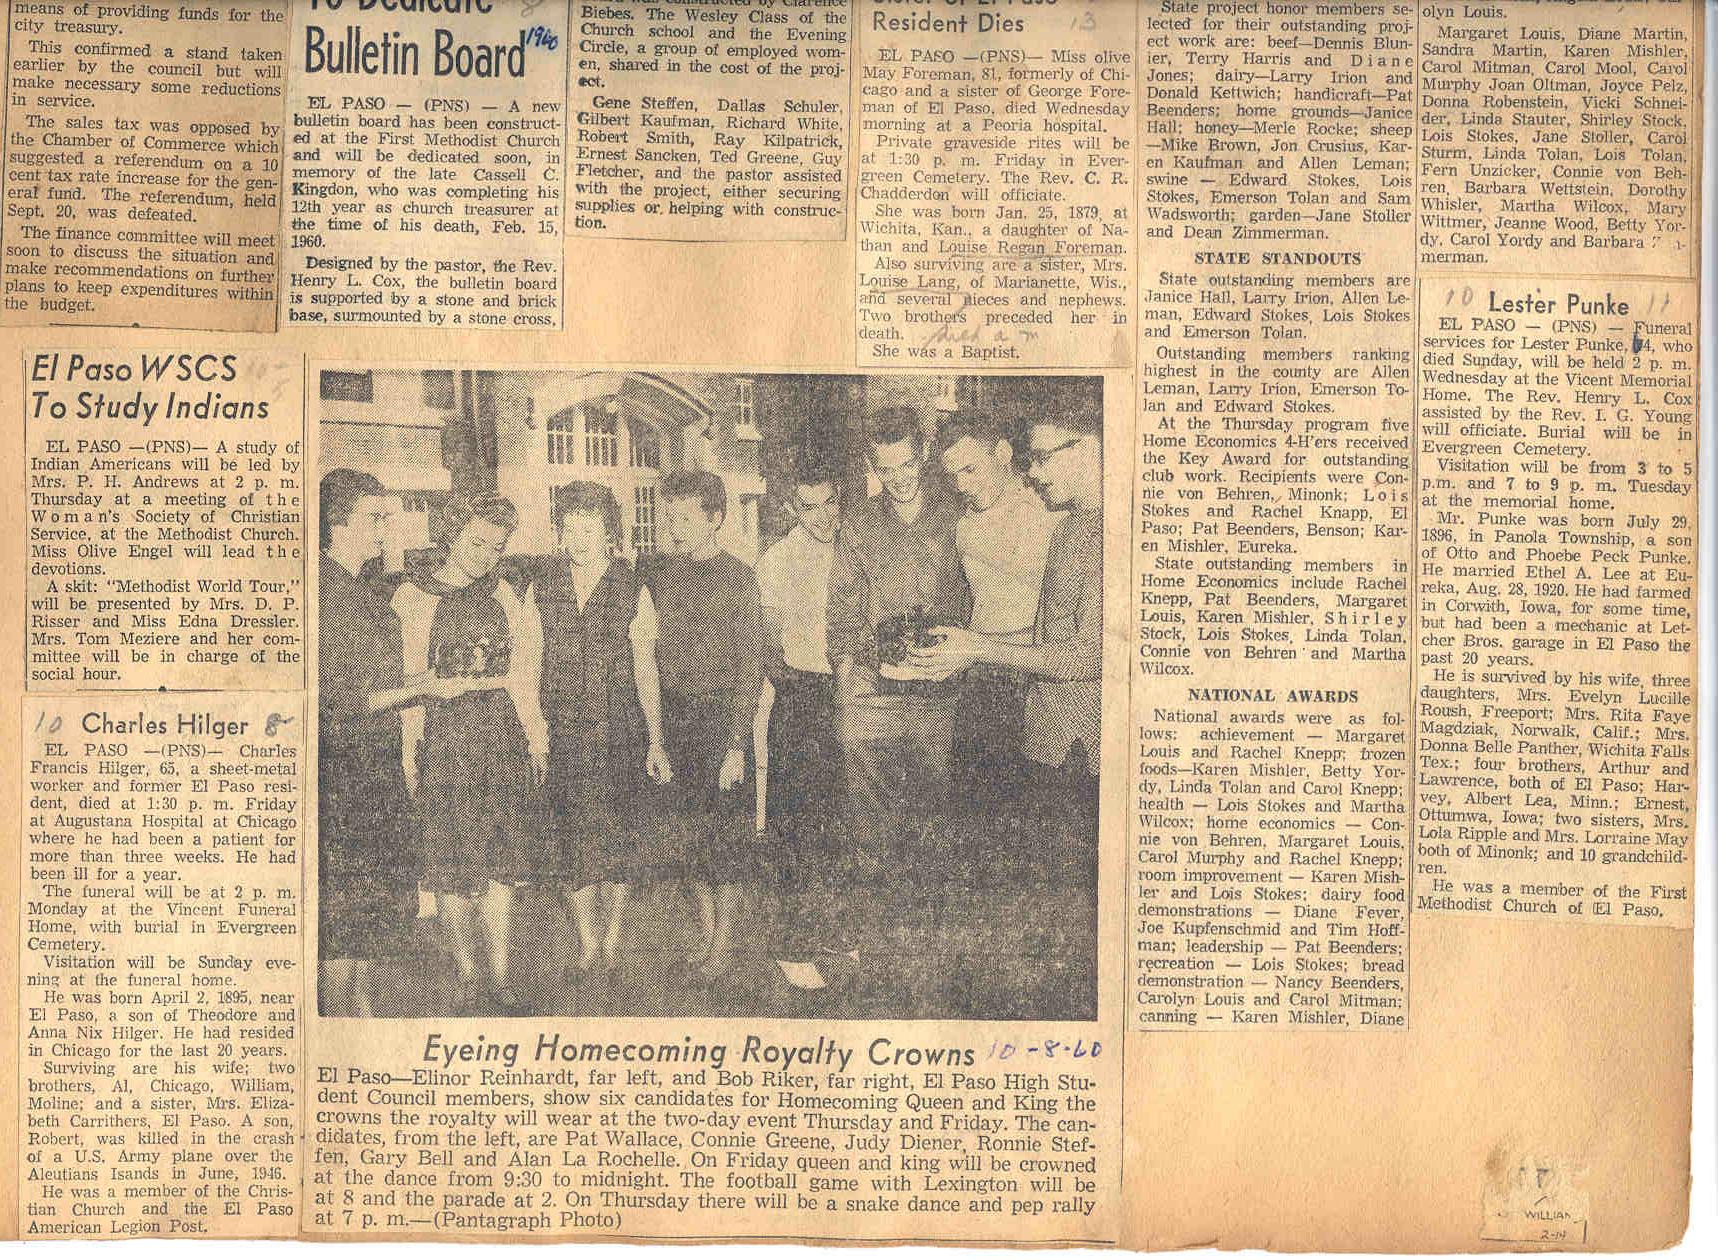 means of providing funds for the
city treasury.
This confirmed a stand taken
earlier by the council but will
make necessary some reductions
in service.
The sales tax was opposed by
the Chamber of Commerce which
suggested a referendum on a 10
cent tax rate increase for the gen-
eral fund. The referendum, held
Sept. 20, was defeated.
The finance committee will meet
soon to discuss the situation and
make recommendations on further
plans to keep expenditures within
the budget.
To Dedicate 8
Bulletin Board 1960
EL PASO — (PNS) — A new
bulletin board has been construct-
ed at the First Methodist Church
and will be dedicated soon, in
memory of the late Cassell C.
Kingdon, who was completing his
12th year as church treasurer at
the time of his death, Feb. 15,
1960.
Designed by the pastor, the Rev.
Henry L. Cox, the bulletin board
is supported by a stone and brick
base, surmounted by a stone cross,
constructed by Clarence
Biebes. The Wesley Class of the
Church school and the Evening
Circle, a group of employed wom-
en, shared in the cost of the proj-
ect.
Gene Steffen, Dallas Schuler,
Gilbert Kaufman, Richard White,
Robert Smith, Ray Kilpatrick,
Ernest Sancken, Ted Greene, Guy
Fletcher, and the pastor assisted
with the project, either securing
supplies or helping with construc-
tion.
Sister of El Paso
Resident Dies 13
EL PASO —(PNS)— Miss olive
May Foreman, 81, formerly of Chi-
cago and a sister of George Fore-
man of El Paso, died Wednesday
morning at a Peoria hospital.
Private graveside rites will be
at 1:30 p. m. Friday in Ever-
green Cemetery. The Rev. C. R.
Chadderdon will officiate.
She was born Jan. 25, 1879, at
Wichita, Kan., a daughter of Na-
than and Louise Regan Foreman.
Also surviving are a sister, Mrs.
Louise Lang, of Marianette, Wis.,
and several nieces and nephews.
Two brothers preceded her in
death.
She was a Baptist.
State project honor members se-
lected for their outstanding proj-
ect work are: beef—Dennis Blun-
ier, Terry Harris and Diane
Jones; dairy—Larry Irion and
Donald Kettwich; handicraft—Pat
Beenders; home grounds—Janice
Hall; honey—Merle Rocke; sheep
—Mike Brown, Jon Crusius, Kar-
en Kaufman and Allen Leman;
swine — Edward Stokes, Lois
Stokes, Emerson Tolan and Sam
Wadsworth; garden—Jane Stoller
and Dean Zimmerman.
STATE STANDOUTS
State outstanding members are
Janice Hall, Larry Irion, Allen Le-
man, Edward Stokes, Lois Stokes
and Emerson Tolan.
Outstanding members ranking
highest in the county are Allen
Leman, Larry Irion, Emerson To-
lan and Edward Stokes.
At the Thursday program five
Home Economics 4-H'ers received
the Key Award for outstanding
club work. Recipients were Con-
nie von Behren, Minonk; Lois
Stokes and Rachel Knapp, El
Paso; Pat Beenders, Benson; Kar-
en Mishler, Eureka.
State outstanding members in
Home Economics include Rachel
Knepp, Pat Beenders, Margaret
Louis, Karen Mishler, Shirley
Stock, Lois Stokes, Linda Tolan,
Connie von Behren and Martha
Wilcox.
NATIONAL AWARDS
National awards were as fol-
lows: achievement — Margaret
Louis and Rachel Knepp; frozen
foods—Karen Mishler, Betty Yor-
dy, Linda Tolan and Carol Knepp;
health — Lois Stokes and Martha
Wilcox; home economics — Con-
nie von Behren, Margaret Louis,
Carol Murphy and Rachel Knepp;
room improvement — Karen Mish-
ler and Lois Stokes; dairy food
demonstrations — Diane Fever,
Joe Kupfenschmid and Tim Hoff-
man; leadership — Pat Beenders;
recreation — Lois Stokes; bread
demonstration — Nancy Beenders,
Carolyn Louis and Carol Mitman;
canning — Karen Mishler, Diane
olyn Louis.
Margaret Louis, Diane Martin,
Sandra Martin, Karen Mishler,
Carol Mitman, Carol Mool, Carol
Murphy Joan Oltman, Joyce Pelz,
Donna Robenstein, Vicki Schnei-
der, Linda Stauter, Shirley Stock,
Lois Stokes, Jane Stoller, Carol
Sturm, Linda Tolan, Lois Tolan,
Fern Unzicker, Connie von Beh-
ren, Barbara Wettstein, Dorothy
Whisler, Martha Wilcox, Mary
Wittmer, Jeanne Wood, Betty Yor-
dy, Carol Yordy and Barbara
merman.
10 Lester Punke 11
EL PASO — (PNS) — Funeral
services for Lester Punke, 64, who
died Sunday, will be held 2 p. m.
Wednesday at the Vicent Memorial
Home. The Rev. Henry L. Cox
assisted by the Rev. I. G. Young
will officiate. Burial will be in
Evergreen Cemetery.
Visitation will be from 3 to 5
p.m. and 7 to 9 p. m. Tuesday
at the memorial home.
Mr. Punke was born July 29,
1896, in Panola Township, a son
of Otto and Phoebe Peck Punke.
He married Ethel A. Lee at Eu-
reka, Aug. 28, 1920. He had farmed
in Corwith, Iowa, for some time,
but had been a mechanic at Let-
cher Bros. garage in El Paso the
past 20 years.
He is survived by his wife, three
daughters, Mrs. Evelyn Lucille
Roush, Freeport; Mrs. Rita Faye
Magdziak, Norwalk, Calif.; Mrs.
Donna Belle Panther, Wichita Falls
Tex.; four brothers, Arthur and
Lawrence, both of El Paso; Har-
vey, Albert Lea, Minn.; Ernest,
Ottumwa, Iowa; two sisters, Mrs.
Lola Ripple and Mrs. Lorraine May
both of Minonk; and 10 grandchild-
ren.
He was a member of the First
Methodist Church of El Paso.
El Paso WSCS
To Study Indians
EL PASO —(PNS)— A study of
Indian Americans will be led by
Mrs. P. H. Andrews at 2 p. m.
Thursday at a meeting of the
Woman's Society of Christian
Service, at the Methodist Church.
Miss Olive Engel will lead the
devotions.
A skit: "Methodist World Tour,"
will be presented by Mrs. D. P.
Risser and Miss Edna Dressler.
Mrs. Tom Meziere and her com-
mittee will be in charge of the
social hour.
10 Charles Hilger 8
EL PASO —(PNS)— Charles
Francis Hilger, 65, a sheet-metal
worker and former El Paso resi-
dent, died at 1:30 p. m. Friday
at Augustana Hospital at Chicago
where he had been a patient for
more than three weeks. He had
been ill for a year.
The funeral will be at 2 p. m.
Monday at the Vincent Funeral
Home, with burial in Evergreen
Cemetery.
Visitation will be Sunday eve-
ning at the funeral home.
He was born April 2, 1895, near
El Paso, a son of Theodore and
Anna Nix Hilger. He had resided
in Chicago for the last 20 years.
Surviving are his wife; two
brothers, Al, Chicago, William,
Moline; and a sister, Mrs. Eliza-
beth Carrithers, El Paso. A son,
Robert, was killed in the crash
of a U.S. Army plane over the
Aleutians Isands in June, 1946.
He was a member of the Chris-
tian Church and the El Paso
American Legion Post.
Eyeing Homecoming Royalty Crowns 10-8-60
El Paso—Elinor Reinhardt, far left, and Bob Riker, far right, El Paso High Stu-
dent Council members, show six candidates for Homecoming Queen and King the
crowns the royalty will wear at the two-day event Thursday and Friday. The can-
didates, from the left, are Pat Wallace, Connie Greene, Judy Diener, Ronnie Stef-
fen, Gary Bell and Alan La Rochelle. On Friday queen and king will be crowned
at the dance from 9:30 to midnight. The football game with Lexington will be
at 8 and the parade at 2. On Thursday there will be a snake dance and pep rally
at 7 p. m.—(Pantagraph Photo)
WILLIAM
2-14